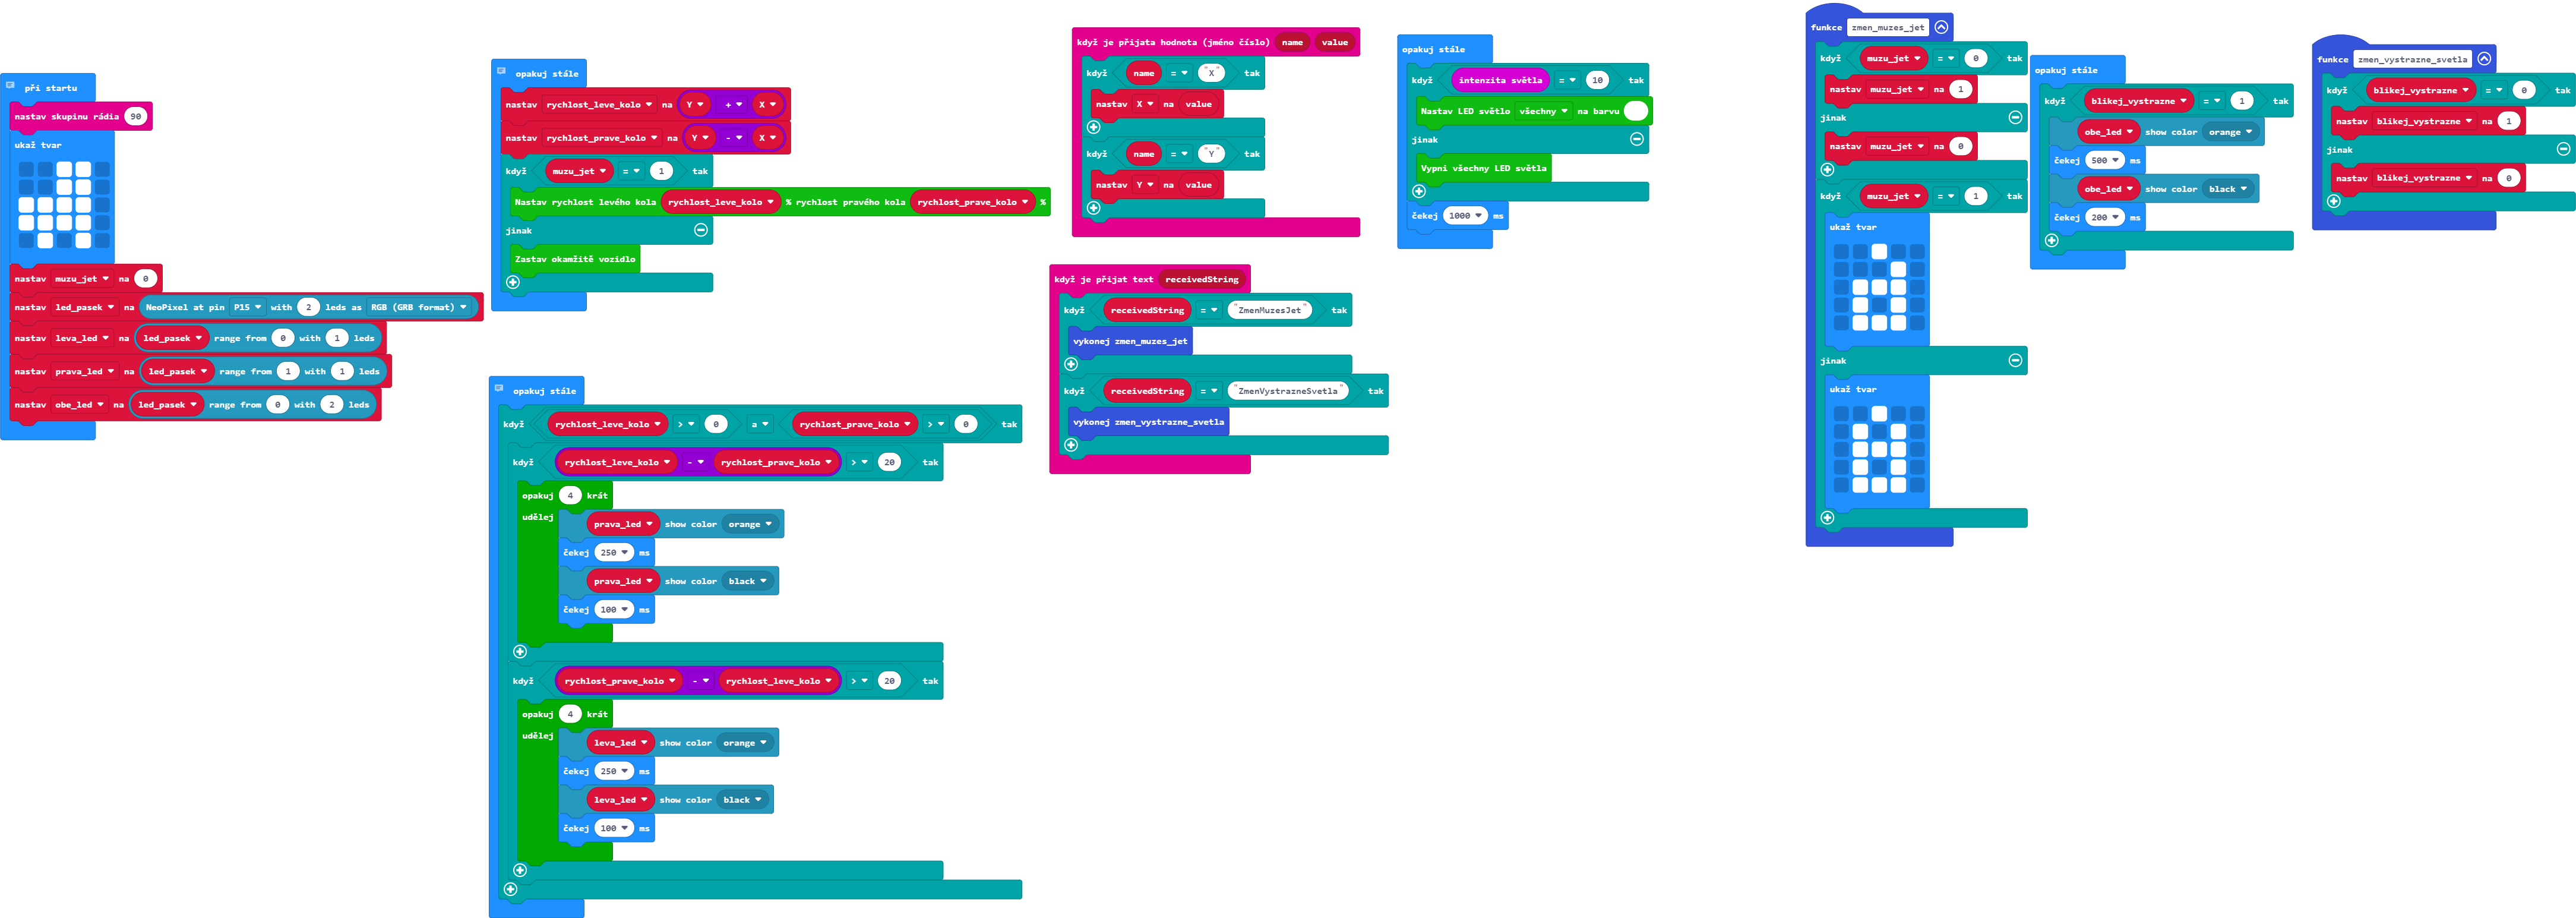 při startu
nastav skupinu rádia 90
ukaž tvar
nastav muzu_jet na 0
nastav led_pasek na NeoPixel at pin P15 with 2 leds as RGB (GRB format)
nastav leva_led na led_pasek range from 0 with 1 leds
nastav prava_led na led_pasek range from 1 with 1 leds
nastav obe_led na led_pasek range from 0 with 2 leds
opakuj stále
nastav rychlost_leve_kolo na Y + X
nastav rychlost_prave_kolo na Y - X
když muzu_jet = 1 tak
Nastav rychlost levého kola rychlost_leve_kolo % rychlost pravého kola rychlost_prave_kolo %
jinak
Zastav okamžitě vozidlo
opakuj stále
když rychlost_leve_kolo > 0 a rychlost_prave_kolo > 0 tak
když rychlost_leve_kolo - rychlost_prave_kolo > 20 tak
opakuj 4 krát
udělej
prava_led show color orange
čekej 250 ms
prava_led show color black
čekej 100 ms
když rychlost_prave_kolo - rychlost_leve_kolo > 20 tak
opakuj 4 krát
udělej
leva_led show color orange
čekej 250 ms
leva_led show color black
čekej 100 ms
když je přijata hodnota (jméno číslo) name value
když name = "X" tak
nastav X na value
když name = "Y" tak
nastav Y na value
když je přijat text receivedString
když receivedString = "ZmenMuzesJet" tak
vykonej zmen_muzes_jet
když receivedString = "ZmenVystrazneSvetla" tak
vykonej zmen_vystrazne_svetla
opakuj stále
když intenzita světla = 10 tak
Nastav LED světlo všechny na barvu
jinak
Vypni všechny LED světla
čekej 1000 ms
funkce zmen_muzes_jet
když muzu_jet = 0 tak
nastav muzu_jet na 1
jinak
nastav muzu_jet na 0
když muzu_jet = 1 tak
ukaž tvar
jinak
ukaž tvar
opakuj stále
když blikej_vystrazne = 1 tak
obe_led show color orange
čekej 500 ms
obe_led show color black
čekej 200 ms
funkce zmen_vystrazne_svetla
když blikej_vystrazne = 0 tak
nastav blikej_vystrazne na 1
jinak
nastav blikej_vystrazne na 0